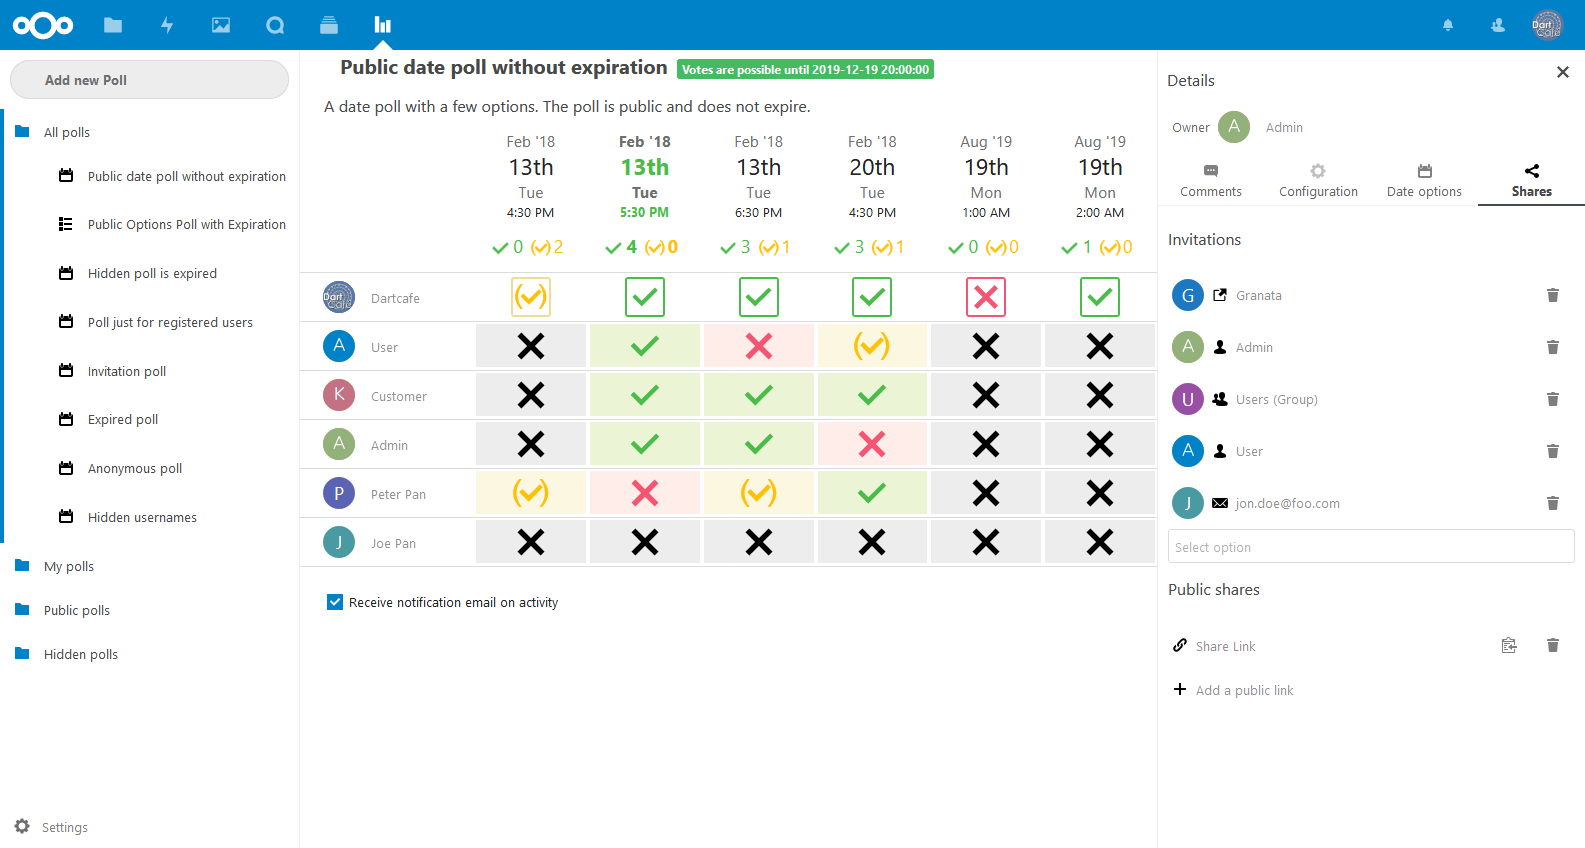 Public date poll without expiration Votes are possible until 2019-12-19 20:00:00
Add new Poll
All polls
Public date poll without expiration
Public Options Poll with Expiration
Hidden poll is expired
Poll just for registered users
Invitation poll
Expired poll
Anonymous poll
Hidden usernames
My polls
Public polls
Hidden polls
Settings
A date poll with a few options. The poll is public and does not expire.
Feb '18 Feb '18 Feb '18 Feb '18 Aug '19 Aug '19
13th 13th 13th 20th 19th 19th
Tue Tue Tue Tue Mon Mon
4:30 PM 5:30 PM 6:30 PM 4:30 PM 1:00 AM 2:00 AM
0 2 4 0 3 1 3 1 0 0 1 0
Dart Café Dartcafe
A User
K Customer
A Admin
P Peter Pan
J Joe Pan
Receive notification email on activity
Dart Café
Details
Owner A Admin
Comments Configuration Date options Shares
Invitations
G Granata
A Admin
U Users (Group)
A User
J jon.doe@foo.com
Select option
Public shares
Share Link
Add a public link